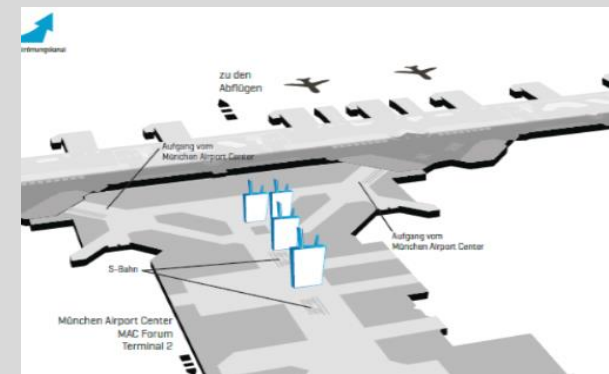 zu den
Abflügen
Aufgang vom
München Airport Center
Aufgang vom
München Airport Center
S-Bahn
München Airport Center
MAC Forum
Terminal 2